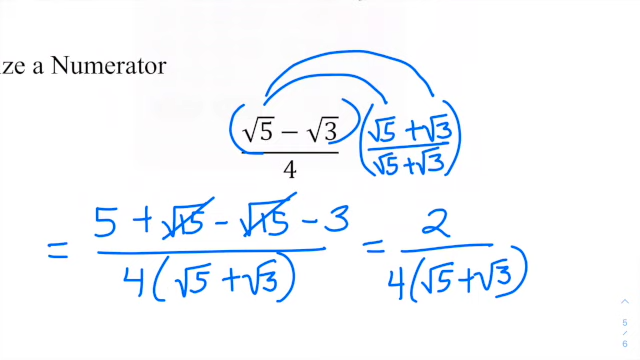 ize a Numerator
(√5 − √3)/4 ((√5 + √3)/(√5 + √3))
= (5 + √15 − √15 − 3)/(4(√5 + √3)) = 2/(4(√5 + √3))
5
/
6